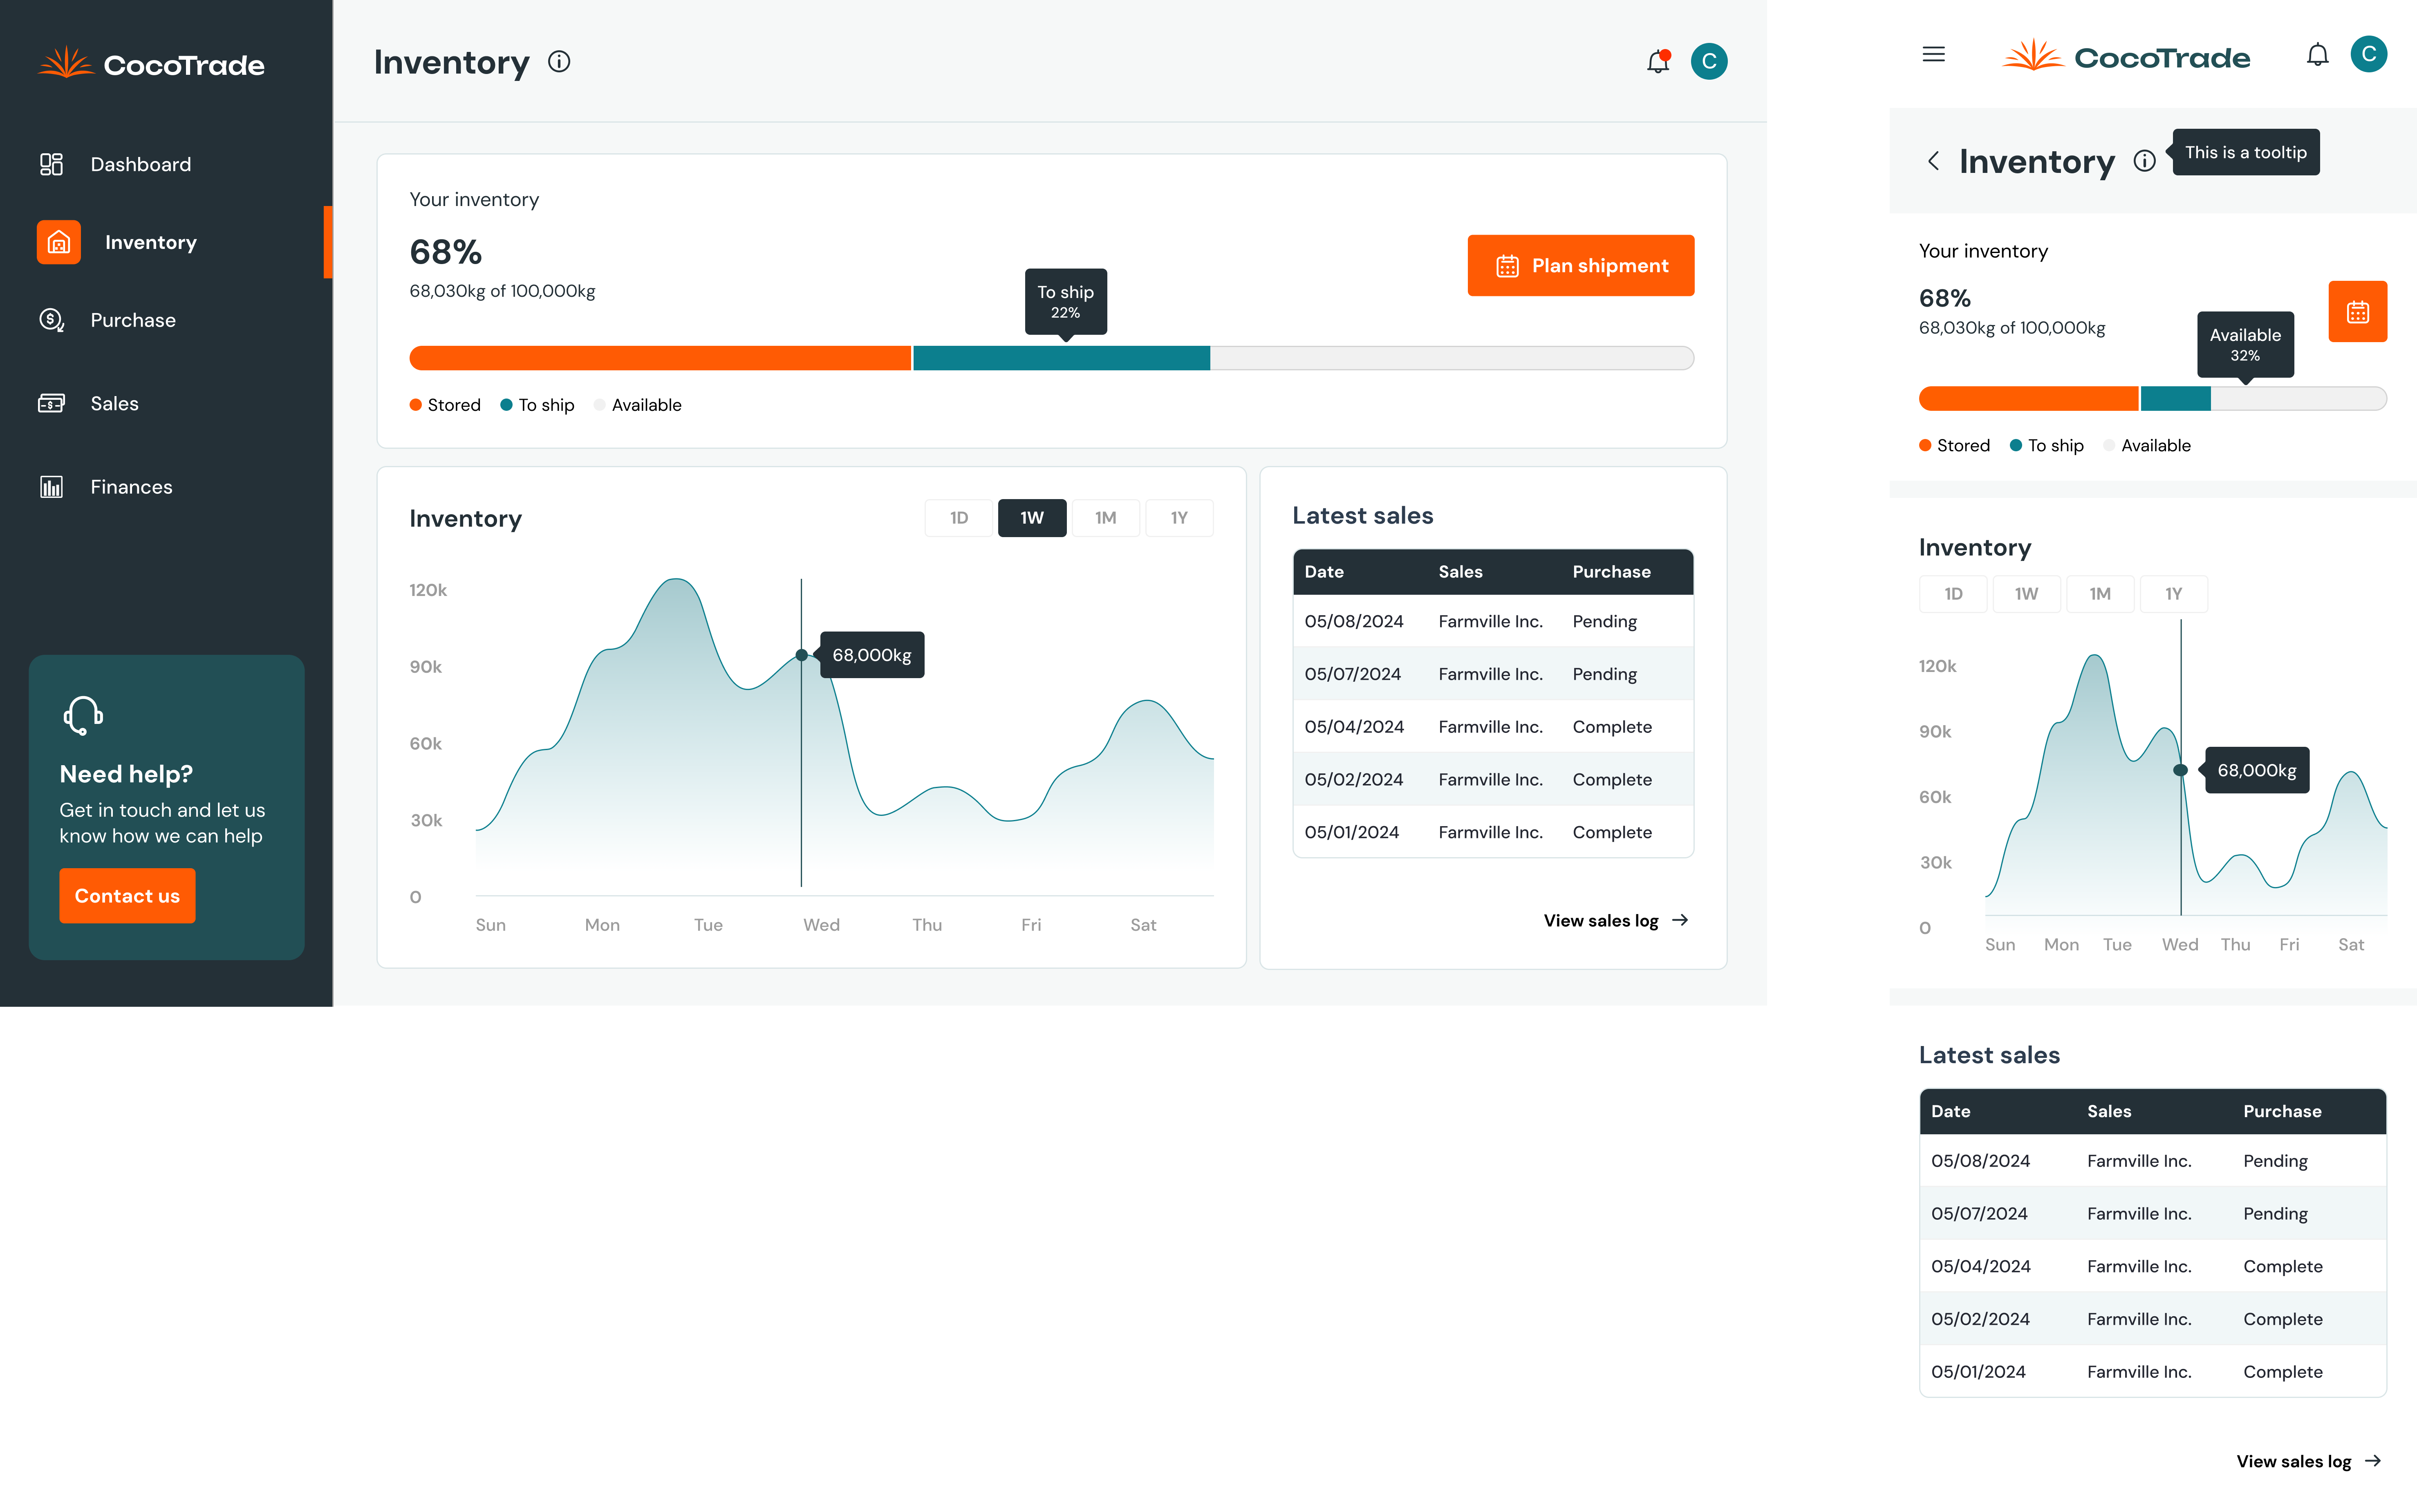 CocoTrade
Dashboard
Inventory
Purchase
Sales
Finances
Need help?
Get in touch and let us
know how we can help
Contact us
Inventory
C
Your inventory
68%
68,030kg of 100,000kg
Plan shipment
To ship
22%
Stored To ship Available
Inventory
1D 1W 1M 1Y
120k
90k
60k
30k
0
68,000kg
Sun Mon Tue Wed Thu Fri Sat
Latest sales
Date Sales Purchase
05/08/2024 Farmville Inc. Pending
05/07/2024 Farmville Inc. Pending
05/04/2024 Farmville Inc. Complete
05/02/2024 Farmville Inc. Complete
05/01/2024 Farmville Inc. Complete
View sales log
CocoTrade
C
Inventory
This is a tooltip
Your inventory
68%
68,030kg of 100,000kg
Available
32%
Stored To ship Available
Inventory
1D 1W 1M 1Y
120k
90k
60k
30k
0
68,000kg
Sun Mon Tue Wed Thu Fri Sat
Latest sales
Date Sales Purchase
05/08/2024 Farmville Inc. Pending
05/07/2024 Farmville Inc. Pending
05/04/2024 Farmville Inc. Complete
05/02/2024 Farmville Inc. Complete
05/01/2024 Farmville Inc. Complete
View sales log